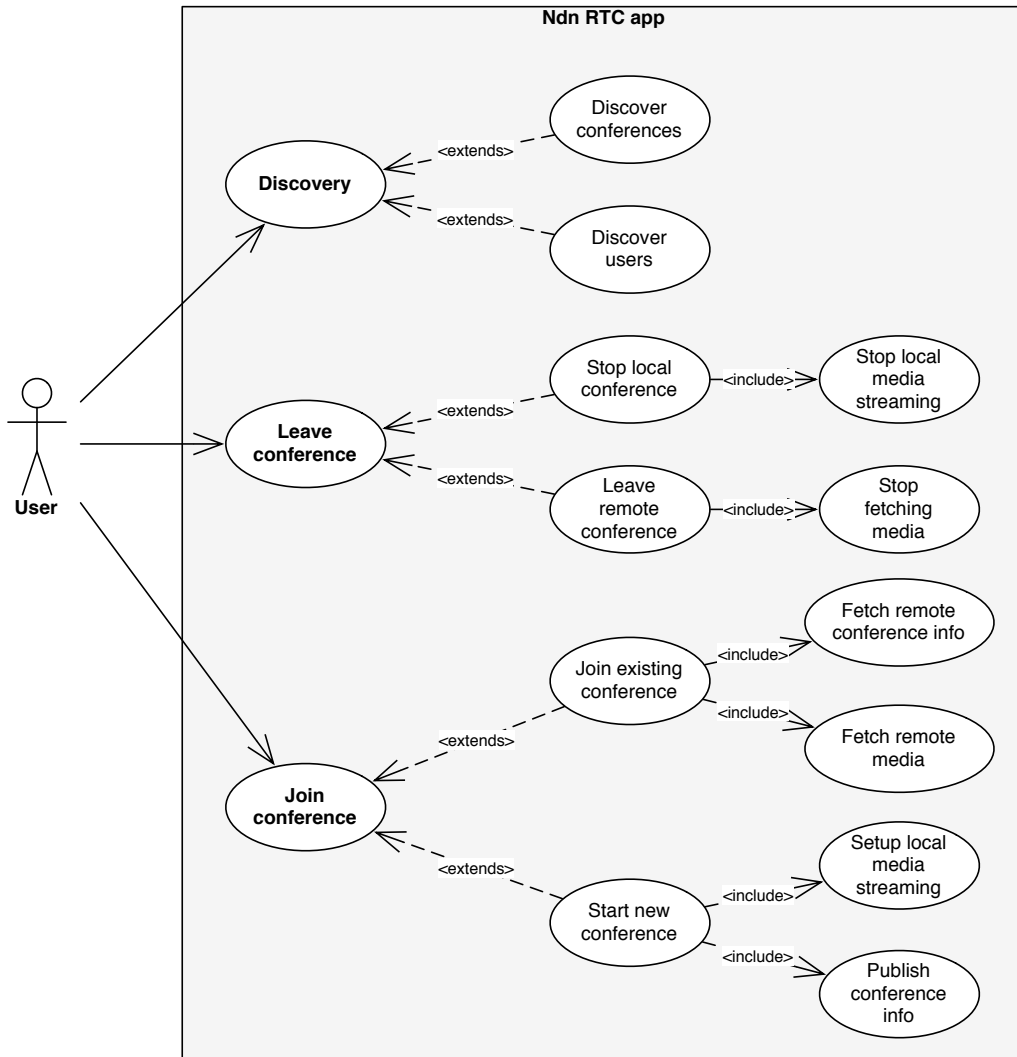 Ndn RTC app
Discover
conferences
<extends>
Discovery
<extends>
Discover
users
Stop local
conference
<include>
Stop local
media
streaming
<extends>
Leave
conference
<extends>
Leave
remote
conference
<include>
Stop
fetching
media
User
Fetch remote
conference info
<include>
Join existing
conference
<include>
Fetch remote
media
<extends>
Join
conference
<extends>
Setup local
media
streaming
<include>
Start new
conference
<include>
Publish
conference
info